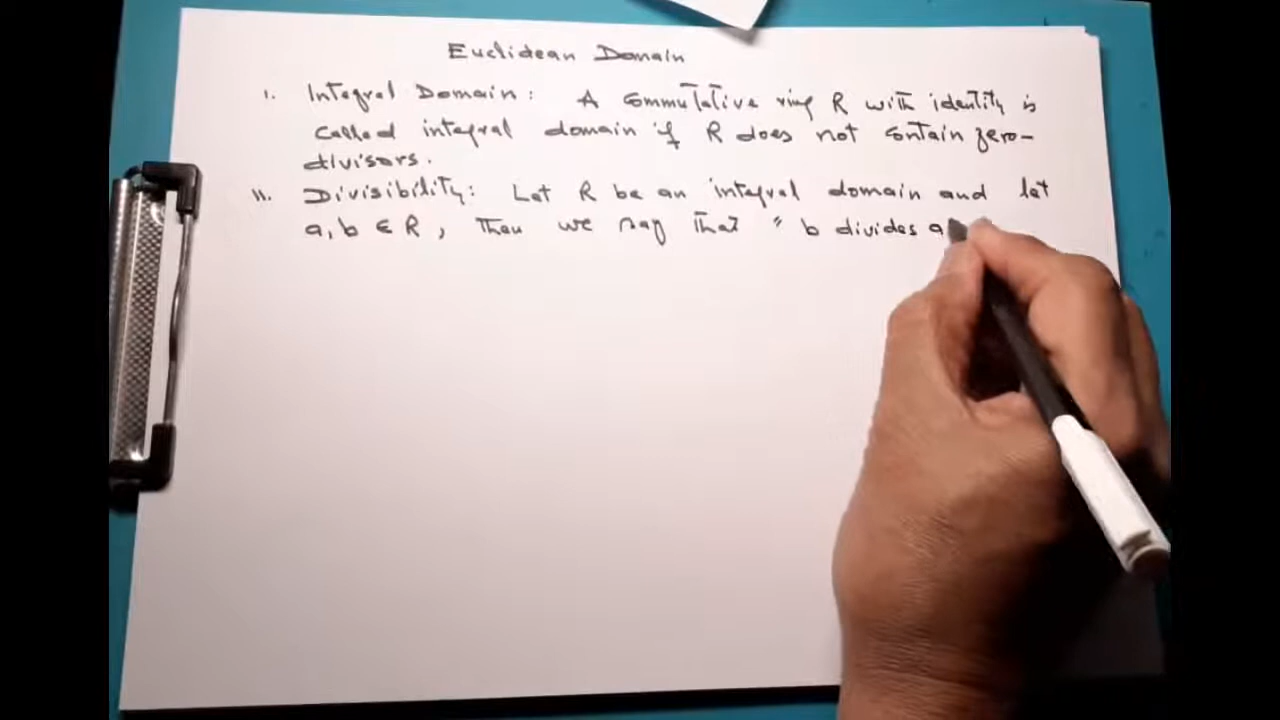 Euclidean Domain
I. Integral Domain: A Commutative ring R with identity is
called integral domain if R does not contain zero-
divisors.
II. Divisibility: Let R be an integral domain and let
a, b ∈ R, Then we say that " b divides a